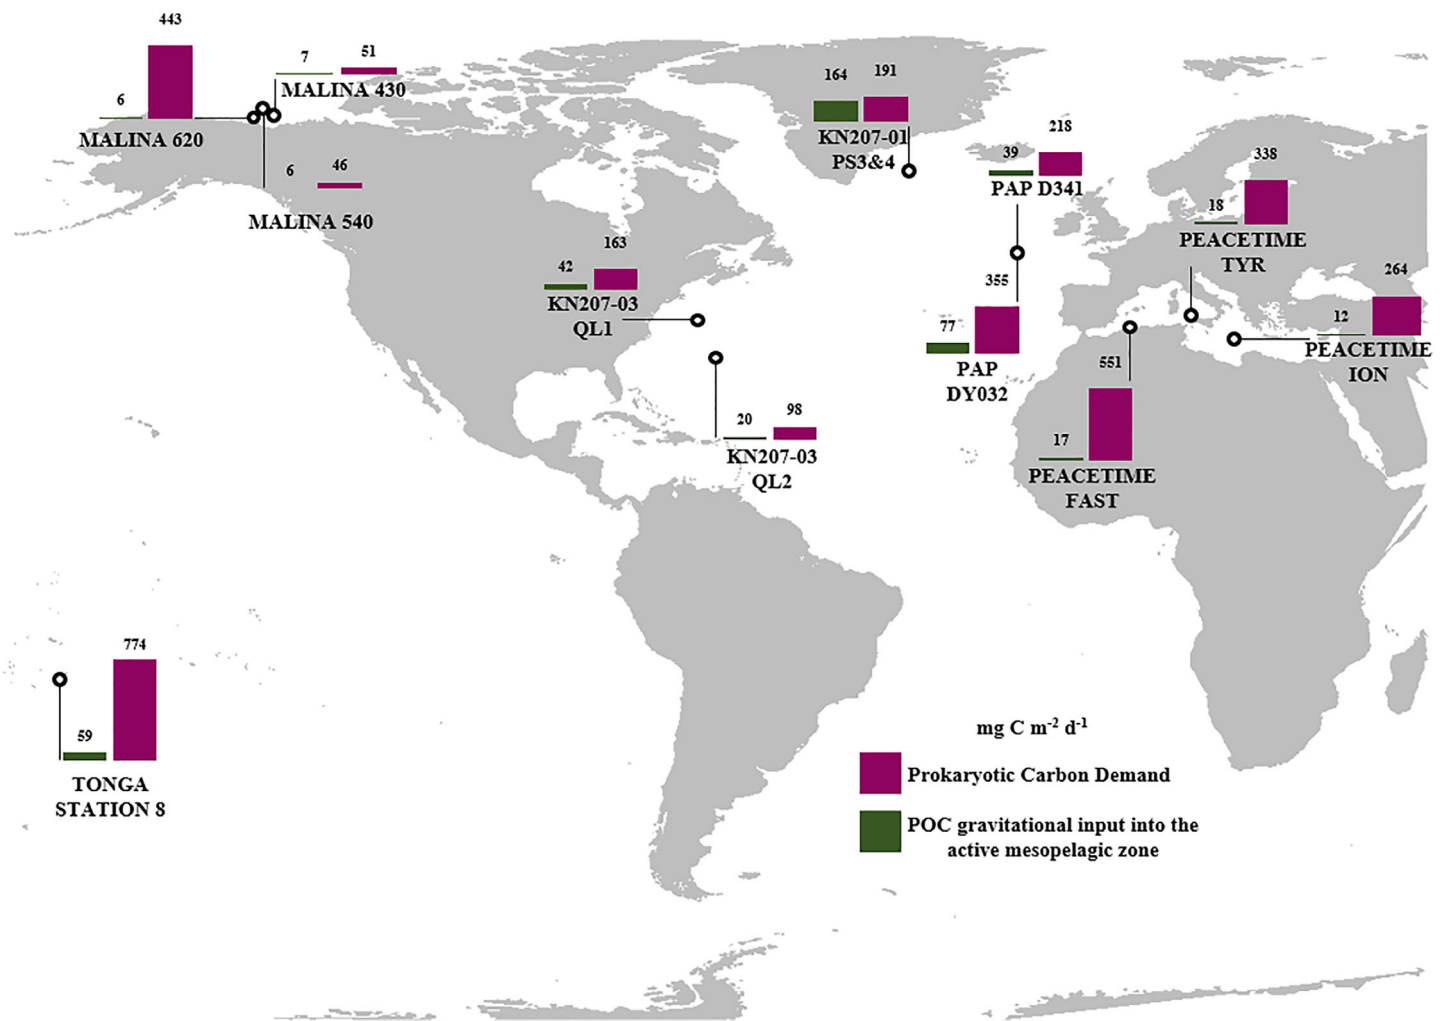 443
6
MALINA 620
7
51
MALINA 430
6
46
MALINA 540
164
191
KN207-01
PS3&4
39
218
PAP D341
338
18
PEACETIME
TYR
163
42
KN207-03
QL1
355
77
PAP
DY032
264
12
PEACETIME
ION
551
17
PEACETIME
FAST
20
98
KN207-03
QL2
774
59
TONGA
STATION 8
mg C m-2 d-1
Prokaryotic Carbon Demand
POC gravitational input into the
active mesopelagic zone